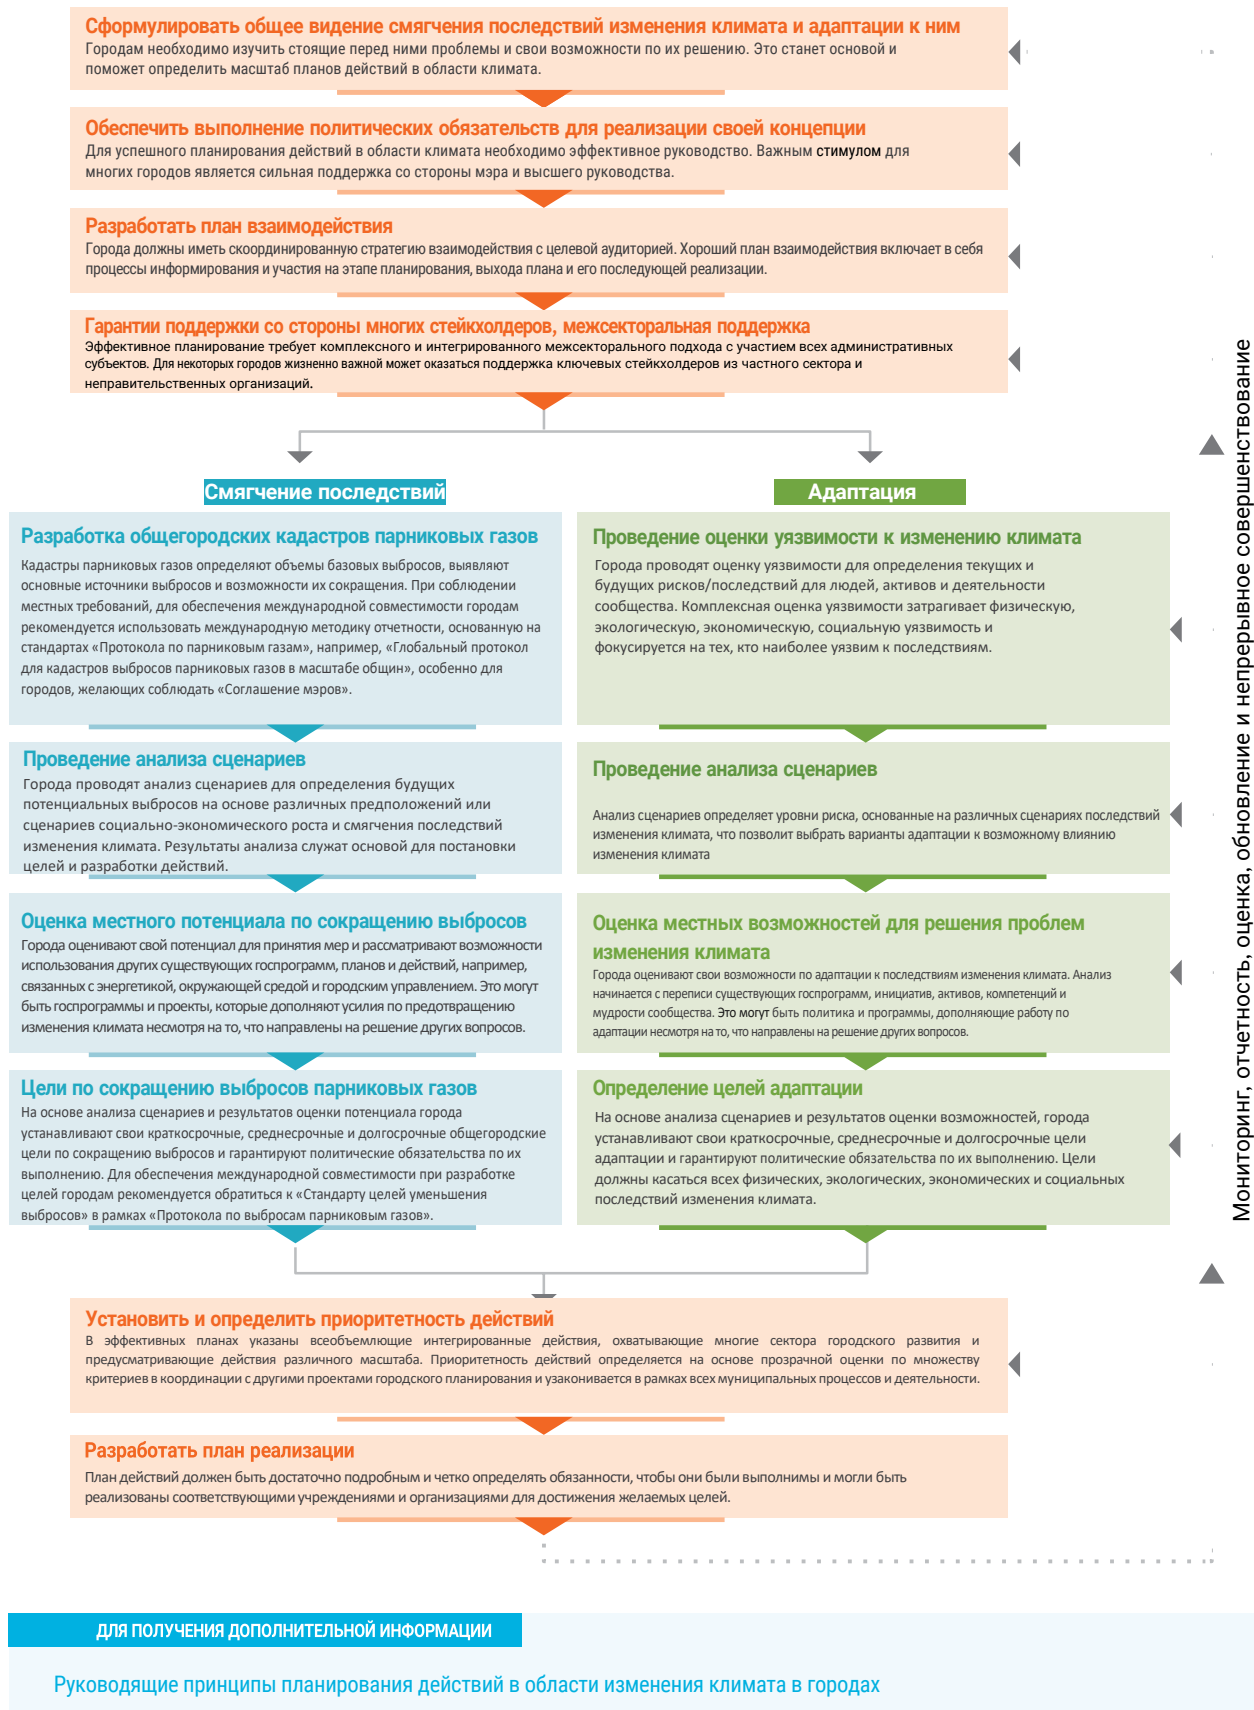 Сформулировать общее видение смягчения последствий изменения климата и адаптации к ним
Городам необходимо изучить стоящие перед ними проблемы и свои возможности по их решению. Это станет основой и
поможет определить масштаб планов действий в области климата.
Обеспечить выполнение политических обязательств для реализации своей концепции
Для успешного планирования действий в области климата необходимо эффективное руководство. Важным стимулом для
многих городов является сильная поддержка со стороны мэра и высшего руководства.
Разработать план взаимодействия
Города должны иметь скоординированную стратегию взаимодействия с целевой аудиторией. Хороший план взаимодействия включает в себя
процессы информирования и участия на этапе планирования, выхода плана и его последующей реализации.
Гарантии поддержки со стороны многих стейкхолдеров, межсекторальная поддержка
Эффективное планирование требует комплексного и интегрированного межсекторального подхода с участием всех административных
субъектов. Для некоторых городов жизненно важной может оказаться поддержка ключевых стейкхолдеров из частного сектора и
неправительственных организаций.
Смягчение последствий
Разработка общегородских кадастров парниковых газов
Кадастры парниковых газов определяют объемы базовых выбросов, выявляют
основные источники выбросов и возможности их сокращения. При соблюдении
местных требований, для обеспечения международной совместимости городам
рекомендуется использовать международную методику отчетности, основанную на
стандартах «Протокола по парниковым газам», например, «Глобальный протокол
для кадастров выбросов парниковых газов в масштабе общин», особенно для
городов, желающих соблюдать «Соглашение мэров».
Проведение анализа сценариев
Города проводят анализ сценариев для определения будущих
потенциальных выбросов на основе различных предположений или
сценариев социально-экономического роста и смягчения последствий
изменения климата. Результаты анализа служат основой для постановки
целей и разработки действий.
Оценка местного потенциала по сокращению выбросов
Города оценивают свой потенциал для принятия мер и рассматривают возможности
использования других существующих госпрограмм, планов и действий, например,
связанных с энергетикой, окружающей средой и городским управлением. Это могут
быть госпрограммы и проекты, которые дополняют усилия по предотвращению
изменения климата несмотря на то, что направлены на решение других вопросов.
Цели по сокращению выбросов парниковых газов
На основе анализа сценариев и результатов оценки потенциала города
устанавливают свои краткосрочные, среднесрочные и долгосрочные общегородские
цели по сокращению выбросов и гарантируют политические обязательства по их
выполнению. Для обеспечения международной совместимости при разработке
целей городам рекомендуется обратиться к «Стандарту целей уменьшения
выбросов» в рамках «Протокола по выбросам парниковым газов».
Адаптация
Проведение оценки уязвимости к изменению климата
Города проводят оценку уязвимости для определения текущих и
будущих рисков/последствий для людей, активов и деятельности
сообщества. Комплексная оценка уязвимости затрагивает физическую,
экологическую, экономическую, социальную уязвимость и
фокусируется на тех, кто наиболее уязвим к последствиям.
Проведение анализа сценариев
Анализ сценариев определяет уровни риска, основанные на различных сценариях последствий
изменения климата, что позволит выбрать варианты адаптации к возможному влиянию
изменения климата
Оценка местных возможностей для решения проблем
изменения климата
Города оценивают свои возможности по адаптации к последствиям изменения климата. Анализ
начинается с переписи существующих госпрограмм, инициатив, активов, компетенций и
мудрости сообщества. Это могут быть политика и программы, дополняющие работу по
адаптации несмотря на то, что направлены на решение других вопросов.
Определение целей адаптации
На основе анализа сценариев и результатов оценки возможностей, города
устанавливают свои краткосрочные, среднесрочные и долгосрочные цели
адаптации и гарантируют политические обязательства по их выполнению. Цели
должны касаться всех физических, экологических, экономических и социальных
последствий изменения климата.
Установить и определить приоритетность действий
В эффективных планах указаны всеобъемлющие интегрированные действия, охватывающие многие сектора городского развития и
предусматривающие действия различного масштаба. Приоритетность действий определяется на основе прозрачной оценки по множеству
критериев в координации с другими проектами городского планирования и узаконивается в рамках всех муниципальных процессов и деятельности.
Разработать план реализации
План действий должен быть достаточно подробным и четко определять обязанности, чтобы они были выполнимы и могли быть
реализованы соответствующими учреждениями и организациями для достижения желаемых целей.
Мониторинг, отчетность, оценка, обновление и непрерывное совершенствование
ДЛЯ ПОЛУЧЕНИЯ ДОПОЛНИТЕЛЬНОЙ ИНФОРМАЦИИ
Руководящие принципы планирования действий в области изменения климата в городах